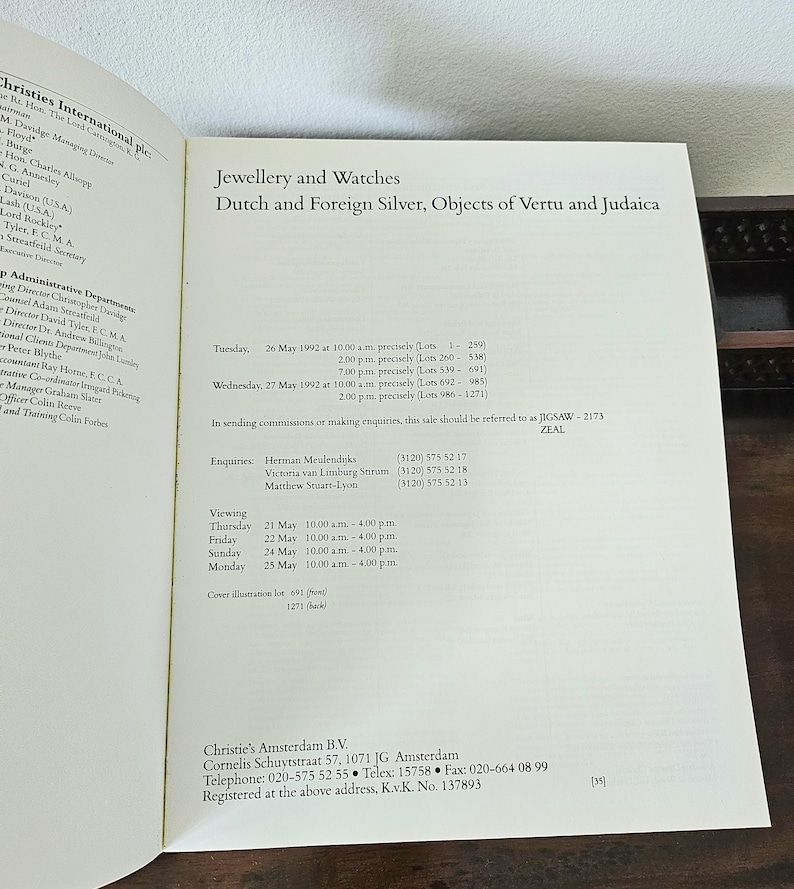 Christies International plc:
The Rt. Hon. The Lord Carrington, K. G.
Chairman
M. Davidge Managing Director
Floyd*
Burge
Hon. Charles Allsopp
N. G. Annesley
Curiel
Davison (U.S.A.)
Lash (U.S.A.)
Lord Rockley*
Tyler, F. C. M. A.
Streatfeild Secretary
Executive Director
Administrative Departments:
Director Christopher Davidge
Counsel Adam Streatfeild
Director David Tyler, F. C. M. A.
Director Dr. Andrew Billington
Clients Department John Lumley
Peter Blythe
Accountant Ray Horne, F. C. C. A.
Co-ordinator Irmgard Pickering
Manager Graham Slater
Officer Colin Reeve
and Training Colin Forbes
Jewellery and Watches
Dutch and Foreign Silver, Objects of Vertu and Judaica
Tuesday, 26 May 1992 at 10.00 a.m. precisely (Lots 1 - 259)
2.00 p.m. precisely (Lots 260 - 538)
7.00 p.m. precisely (Lots 539 - 691)
Wednesday, 27 May 1992 at 10.00 a.m. precisely (Lots 692 - 985)
2.00 p.m. precisely (Lots 986 - 1271)
In sending commissions or making enquiries, this sale should be referred to as JIGSAW - 2173
ZEAL
Enquiries: Herman Meulendijks (3120) 575 52 17
Victoria van Limburg Stirum (3120) 575 52 18
Matthew Stuart-Lyon (3120) 575 52 13
Viewing
Thursday 21 May 10.00 a.m. - 4.00 p.m.
Friday 22 May 10.00 a.m. - 4.00 p.m.
Sunday 24 May 10.00 a.m. - 4.00 p.m.
Monday 25 May 10.00 a.m. - 4.00 p.m.
Cover illustration lot 691 (front)
1271 (back)
Christie's Amsterdam B.V.
Cornelis Schuytstraat 57, 1071 JG Amsterdam
Telephone: 020-575 52 55 • Telex: 15758 • Fax: 020-664 08 99
Registered at the above address, K.v.K. No. 137893
[35]